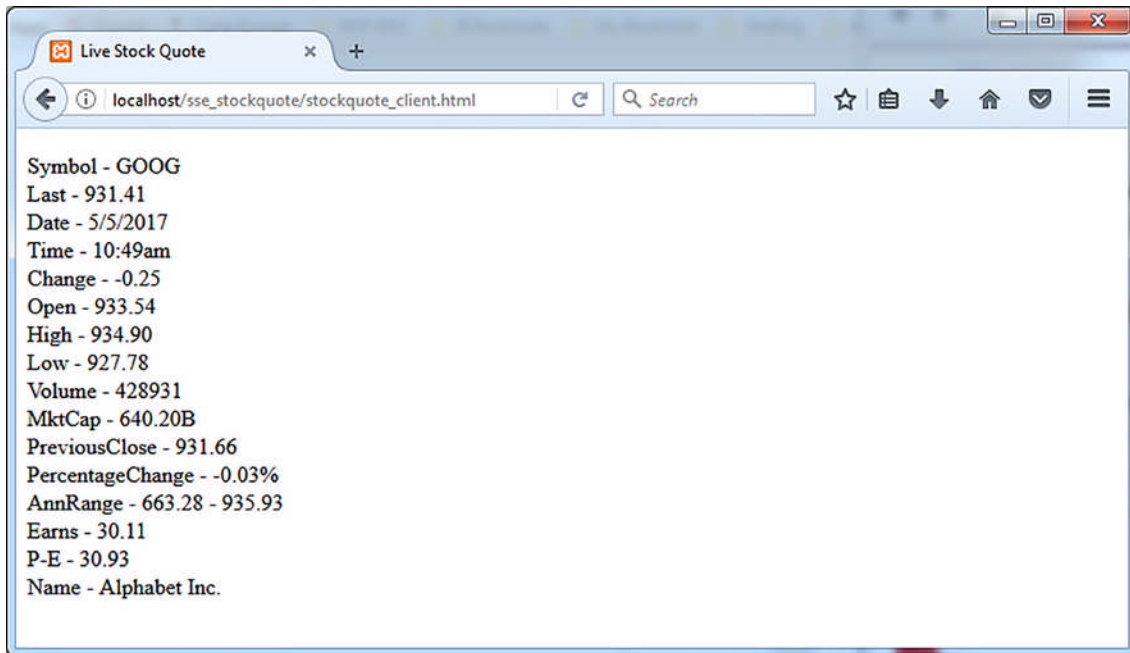 Live Stock Quote
localhost/sse_stockquote/stockquote_client.html
Search
Symbol - GOOG
Last - 931.41
Date - 5/5/2017
Time - 10:49am
Change - -0.25
Open - 933.54
High - 934.90
Low - 927.78
Volume - 428931
MktCap - 640.20B
PreviousClose - 931.66
PercentageChange - -0.03%
AnnRange - 663.28 - 935.93
Earns - 30.11
P-E - 30.93
Name - Alphabet Inc.